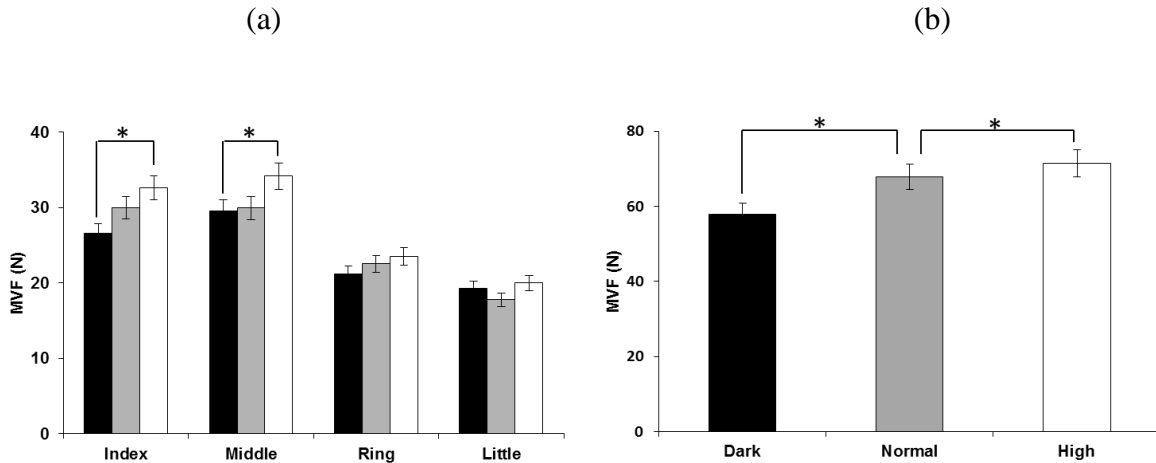 (a)
(b)
*
*
40
30
20
10
0
MVF (N)
Index Middle Ring Little
*
*
80
60
40
20
0
MVF (N)
Dark Normal High